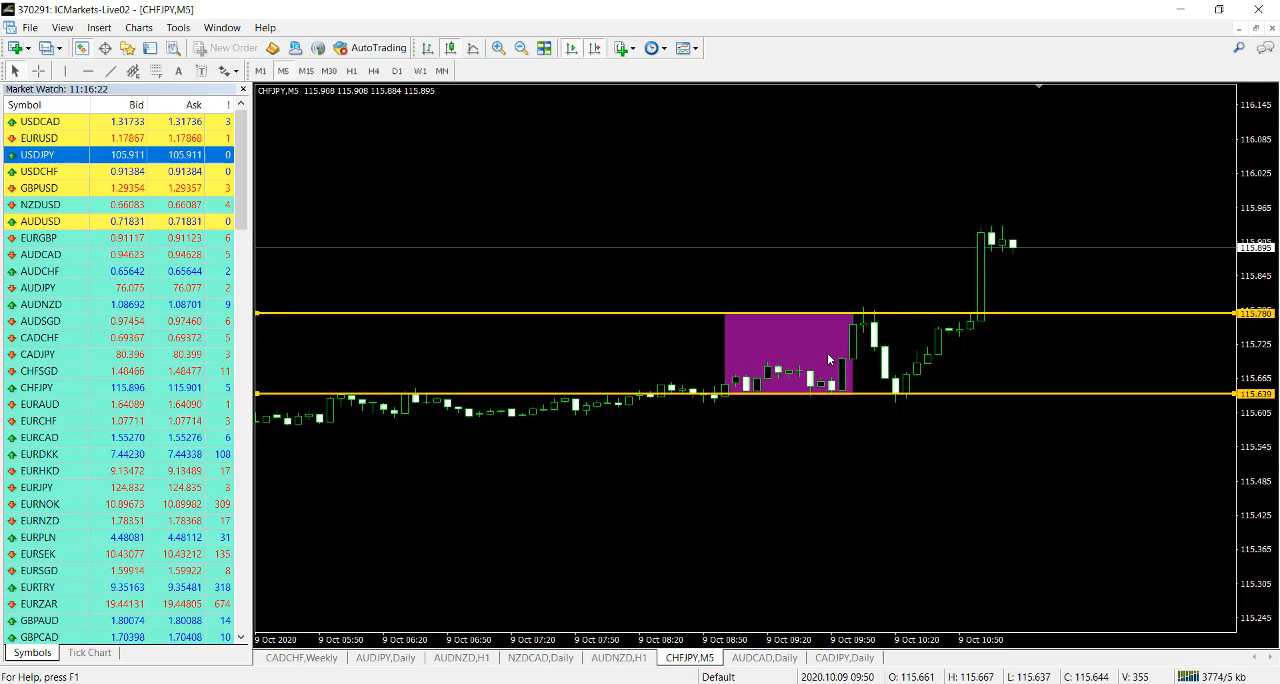 370291: ICMarkets-Live02 - [CHFJPY,M5]
File View Insert Charts Tools Window Help
New Order AutoTrading
A T M1 M5 M15 M30 H1 H4 D1 W1 MN
Market Watch: 11:16:22
Symbol Bid Ask !
USDCAD 1.31733 1.31736 3
EURUSD 1.17867 1.17868 1
USDJPY 105.911 105.911 0
USDCHF 0.91384 0.91384 0
GBPUSD 1.29354 1.29357 3
NZDUSD 0.66083 0.66087 4
AUDUSD 0.71831 0.71831 0
EURGBP 0.91117 0.91123 6
AUDCAD 0.94623 0.94628 5
AUDCHF 0.65642 0.65644 2
AUDJPY 76.075 76.077 2
AUDNZD 1.08692 1.08701 9
AUDSGD 0.97454 0.97460 6
CADCHF 0.69367 0.69372 5
CADJPY 80.396 80.399 3
CHFSGD 1.48466 1.48477 11
CHFJPY 115.896 115.901 5
EURAUD 1.64089 1.64090 1
EURCHF 1.07711 1.07714 3
EURCAD 1.55270 1.55276 6
EURDKK 7.44230 7.44338 108
EURHKD 9.13472 9.13489 17
EURJPY 124.832 124.835 3
EURNOK 10.89673 10.89982 309
EURNZD 1.78351 1.78368 17
EURPLN 4.48081 4.48112 31
EURSEK 10.43077 10.43212 135
EURSGD 1.59914 1.59922 8
EURTRY 9.35163 9.35481 318
EURZAR 19.44131 19.44805 674
GBPAUD 1.80074 1.80088 14
GBPCAD 1.70398 1.70408 10
Symbols Tick Chart
CHFJPY,M5 115.908 115.908 115.884 115.895
116.145
116.085
116.025
115.965
115.905
115.895
115.845
115.780
115.725
115.665
115.639
115.605
115.545
115.485
115.425
115.365
115.305
115.245
9 Oct 2020 9 Oct 05:50 9 Oct 06:20 9 Oct 06:50 9 Oct 07:20 9 Oct 07:50 9 Oct 08:20 9 Oct 08:50 9 Oct 09:20 9 Oct 09:50 9 Oct 10:20 9 Oct 10:50
CADCHF,Weekly AUDJPY,Daily AUDNZD,H1 NZDCAD,Daily AUDNZD,H1 CHFJPY,M5 AUDCAD,Daily CADJPY,Daily
For Help, press F1 Default 2020.10.09 09:50 O: 115.661 H: 115.667 L: 115.637 C: 115.644 V: 355 3774/5 kb